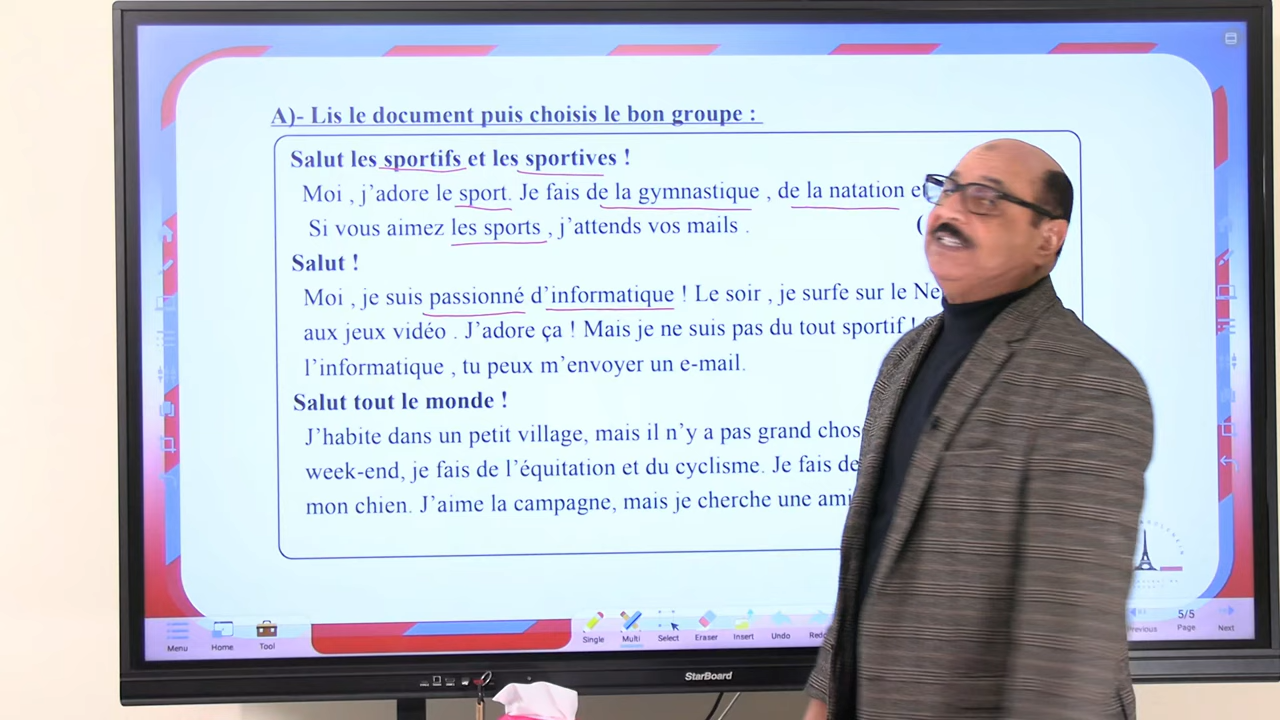 A)- Lis le document puis choisis le bon groupe :
Salut les sportifs et les sportives !
Moi , j'adore le sport. Je fais de la gymnastique , de la natation et
Si vous aimez les sports , j'attends vos mails . (
Salut !
Moi , je suis passionné d'informatique ! Le soir , je surfe sur le
aux jeux vidéo . J'adore ça ! Mais je ne suis pas du tout sportif !
l'informatique , tu peux m'envoyer un e-mail.
Salut tout le monde !
J'habite dans un petit village, mais il n'y a pas grand
week-end, je fais de l'équitation et du cyclisme. Je fais
mon chien. J'aime la campagne, mais je cherche une
Menu Home Tool Single Multi Select Eraser Insert Undo Redo Previous 5/5 Page Next
StarBoard